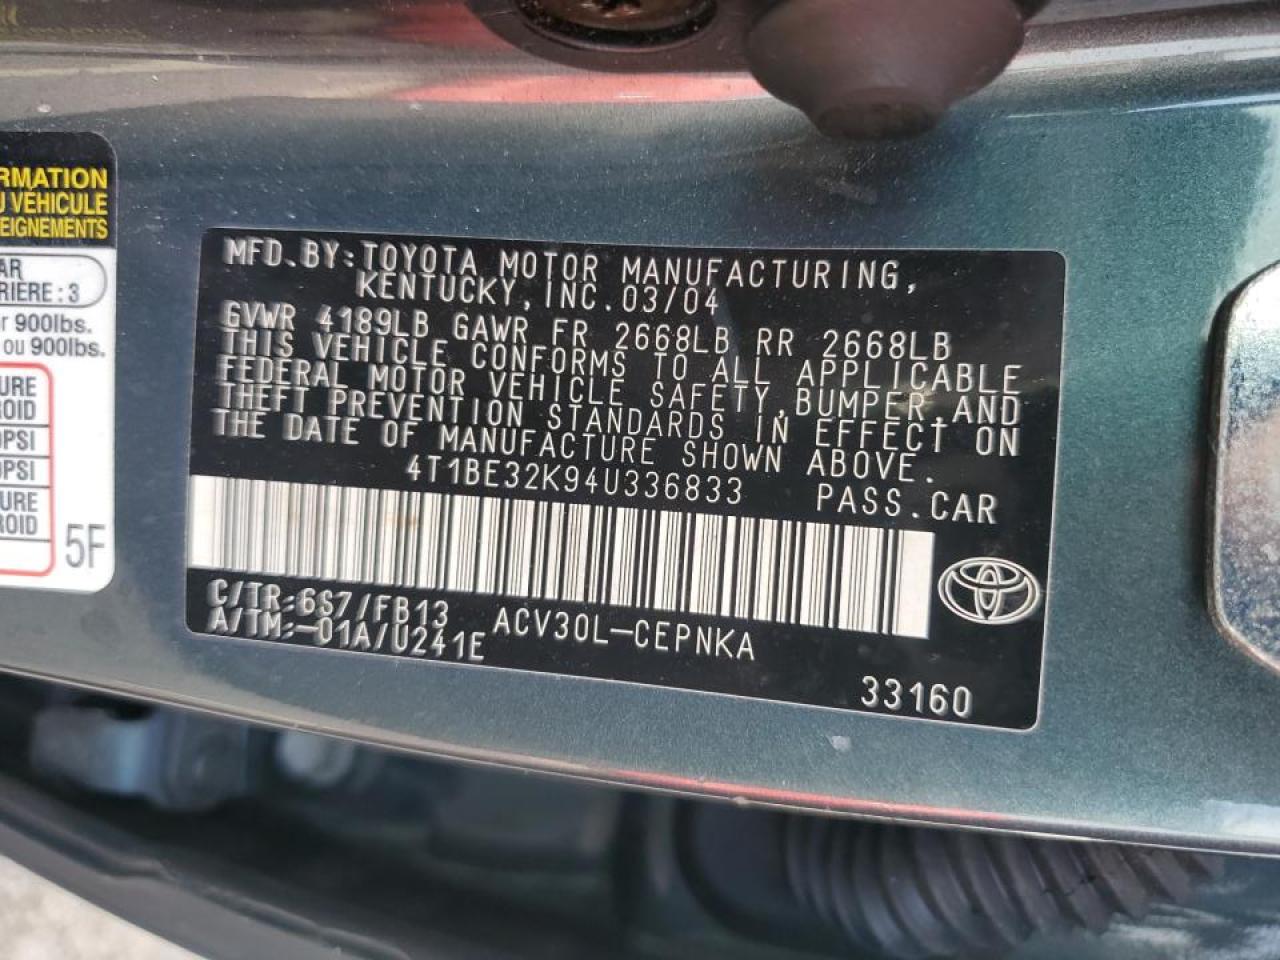 RMATION
U VÉHICULE
EIGNEMENTS
AR
RIERE : 3
r 900lbs.
ou 900lbs.
URE
ROID
PSI
PSI
URE
ROID
5F
MFD.BY:TOYOTA MOTOR MANUFACTURING,
KENTUCKY,INC.03/04
GVWR 4189LB GAWR FR 2668LB RR 2668LB
THIS VEHICLE CONFORMS TO ALL APPLICABLE
FEDERAL MOTOR VEHICLE SAFETY,BUMPER,AND
THEFT PREVENTION STANDARDS IN EFFECT ON
THE DATE OF MANUFACTURE SHOWN ABOVE.
4T1BE32K94U336833 PASS.CAR
C/TR:6S7/FB13 ACV30L-CEPNKA
A/TM:-01A/U241E
33160